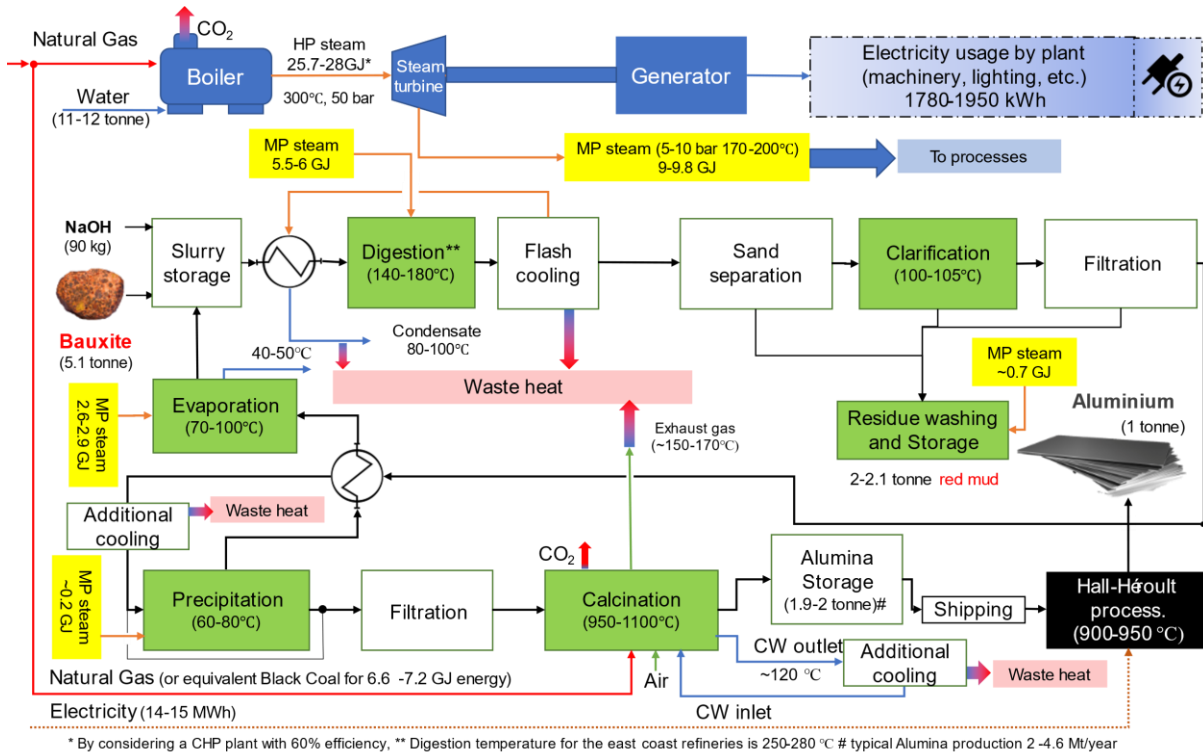 Natural Gas
CO2
Boiler
Water
(11-12 tonne)
HP steam
25.7-28GJ*
300℃, 50 bar
Steam
turbine
Generator
Electricity usage by plant
(machinery, lighting, etc.)
1780-1950 kWh
MP steam
5.5-6 GJ
MP steam (5-10 bar 170-200℃)
9-9.8 GJ
To processes
NaOH
(90 kg)
Bauxite
(5.1 tonne)
Slurry
storage
Digestion**
(140-180℃)
Flash
cooling
Sand
separation
Clarification
(100-105℃)
Filtration
Condensate
80-100℃
40-50℃
Waste heat
MP steam
~0.7 GJ
MP steam
2.6-2.9 GJ
Evaporation
(70-100℃)
Exhaust gas
(~150-170℃)
Residue washing
and Storage
2-2.1 tonne red mud
Aluminium
(1 tonne)
Additional
cooling
Waste heat
MP steam
~0.2 GJ
Precipitation
(60-80℃)
Filtration
CO2
Calcination
(950-1100℃)
Alumina
Storage
(1.9-2 tonne)#
Shipping
Hall-Héroult
process.
(900-950 ℃)
Natural Gas (or equivalent Black Coal for 6.6 -7.2 GJ energy)
Air
CW outlet
~120 ℃
CW inlet
Additional
cooling
Waste heat
Electricity (14-15 MWh)
* By considering a CHP plant with 60% efficiency, ** Digestion temperature for the east coast refineries is 250-280 ℃ # typical Alumina production 2 -4.6 Mt/year